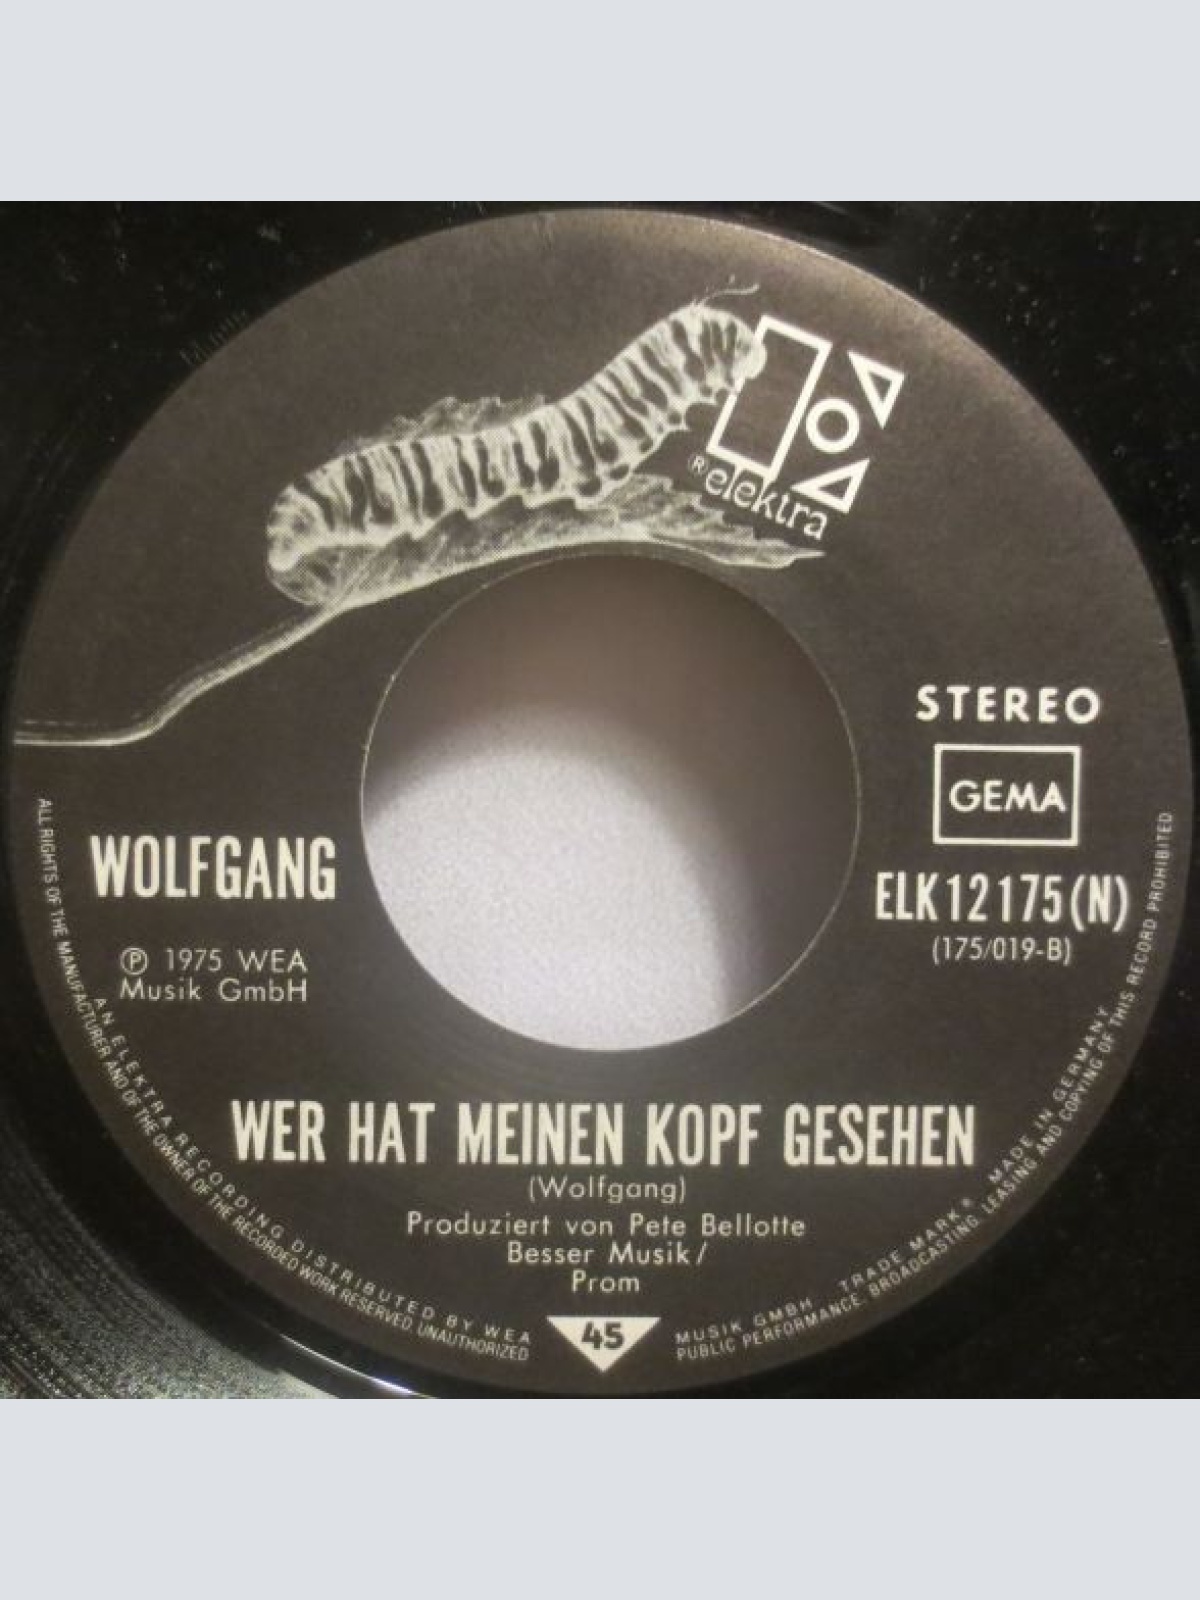 ® elektra
STEREO
GEMA
WOLFGANG
ELK 12 175 (N)
(175/019-B)
℗ 1975 WEA
Musik GmbH
WER HAT MEINEN KOPF GESEHEN
(Wolfgang)
Produziert von Pete Bellotte
Besser Musik /
Prom
45
AN ELEKTRA RECORDING DISTRIBUTED BY WEA MUSIK GMBH TRADE MARK ®. MADE IN GERMANY
ALL RIGHTS OF THE MANUFACTURER AND OF THE OWNER OF THE RECORDED WORK RESERVED. UNAUTHORIZED PUBLIC PERFORMANCE. BROADCASTING. LEASING AND COPYING OF THIS RECORD PROHIBITED